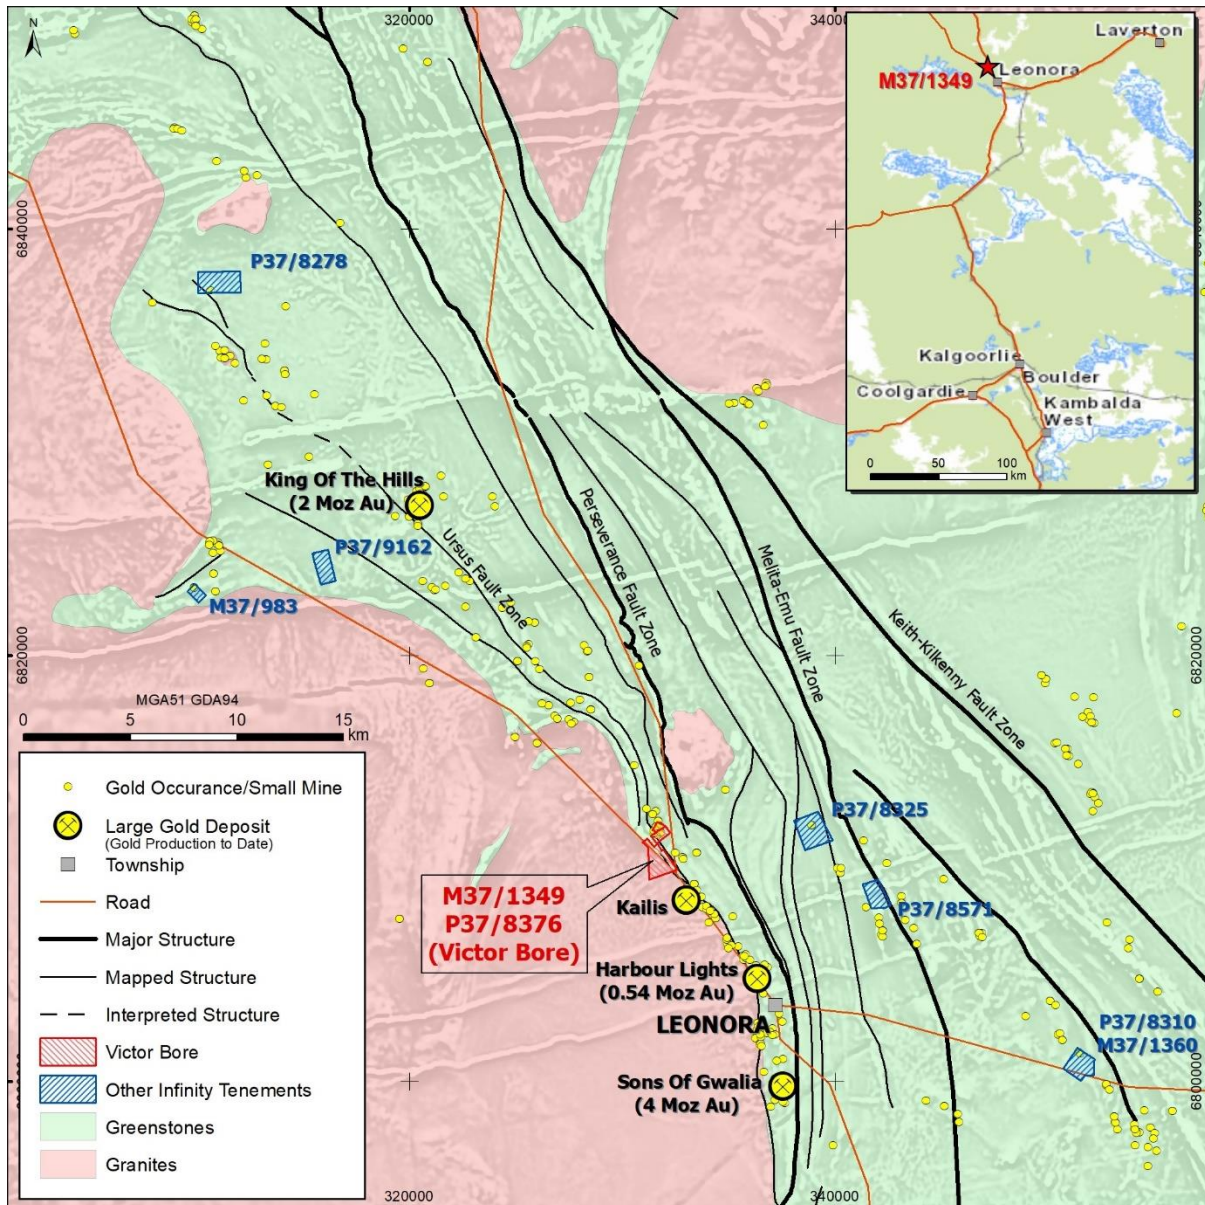 N
320000
340000
6840000
Laverton
Leonora
M37/1349
Kalgoorlie
Boulder
Coolgardie
Kambalda
West
0 50 100
km
P37/8278
King Of The Hills
(2 Moz Au)
P37/9162
M37/983
Ursus Fault Zone
Perseverance Fault Zone
Melita-Emu Fault Zone
Keith-Kilkenny Fault Zone
6820000
MGA51 GDA94
0 5 10 15
km
Gold Occurance/Small Mine
Large Gold Deposit
(Gold Production to Date)
Township
Road
Major Structure
Mapped Structure
Interpreted Structure
Victor Bore
Other Infinity Tenements
Greenstones
Granites
M37/1349
P37/8376
(Victor Bore)
Kailis
Harbour Lights
(0.54 Moz Au)
LEONORA
Sons Of Gwalia
(4 Moz Au)
P37/8325
P37/8571
P37/8310
M37/1360
6800000
320000
340000